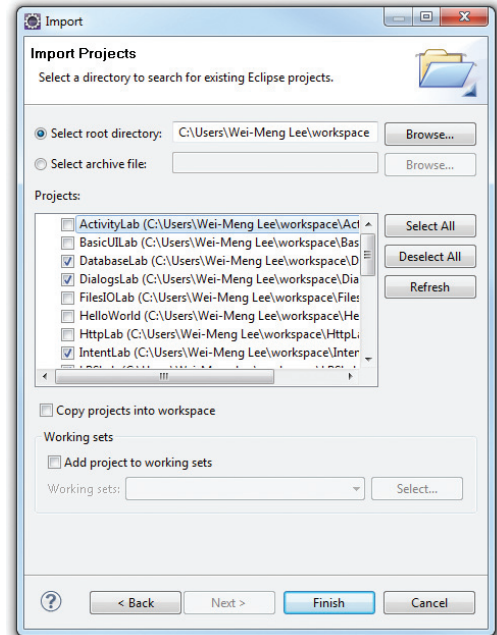 Import
Import Projects
Select a directory to search for existing Eclipse projects.
Select root directory: C:\Users\Wei-Meng Lee\workspace Browse...
Select archive file: Browse...
Projects:
ActivityLab (C:\Users\Wei-Meng Lee\workspace\Act
BasicUILab (C:\Users\Wei-Meng Lee\workspace\Bas
DatabaseLab (C:\Users\Wei-Meng Lee\workspace\D
DialogsLab (C:\Users\Wei-Meng Lee\workspace\Dia
FilesIOLab (C:\Users\Wei-Meng Lee\workspace\Files
HelloWorld (C:\Users\Wei-Meng Lee\workspace\He
HttpLab (C:\Users\Wei-Meng Lee\workspace\HttpL
IntentLab (C:\Users\Wei-Meng Lee\workspace\Inter
Select All
Deselect All
Refresh
Copy projects into workspace
Working sets
Add project to working sets
Working sets: Select...
? < Back Next > Finish Cancel